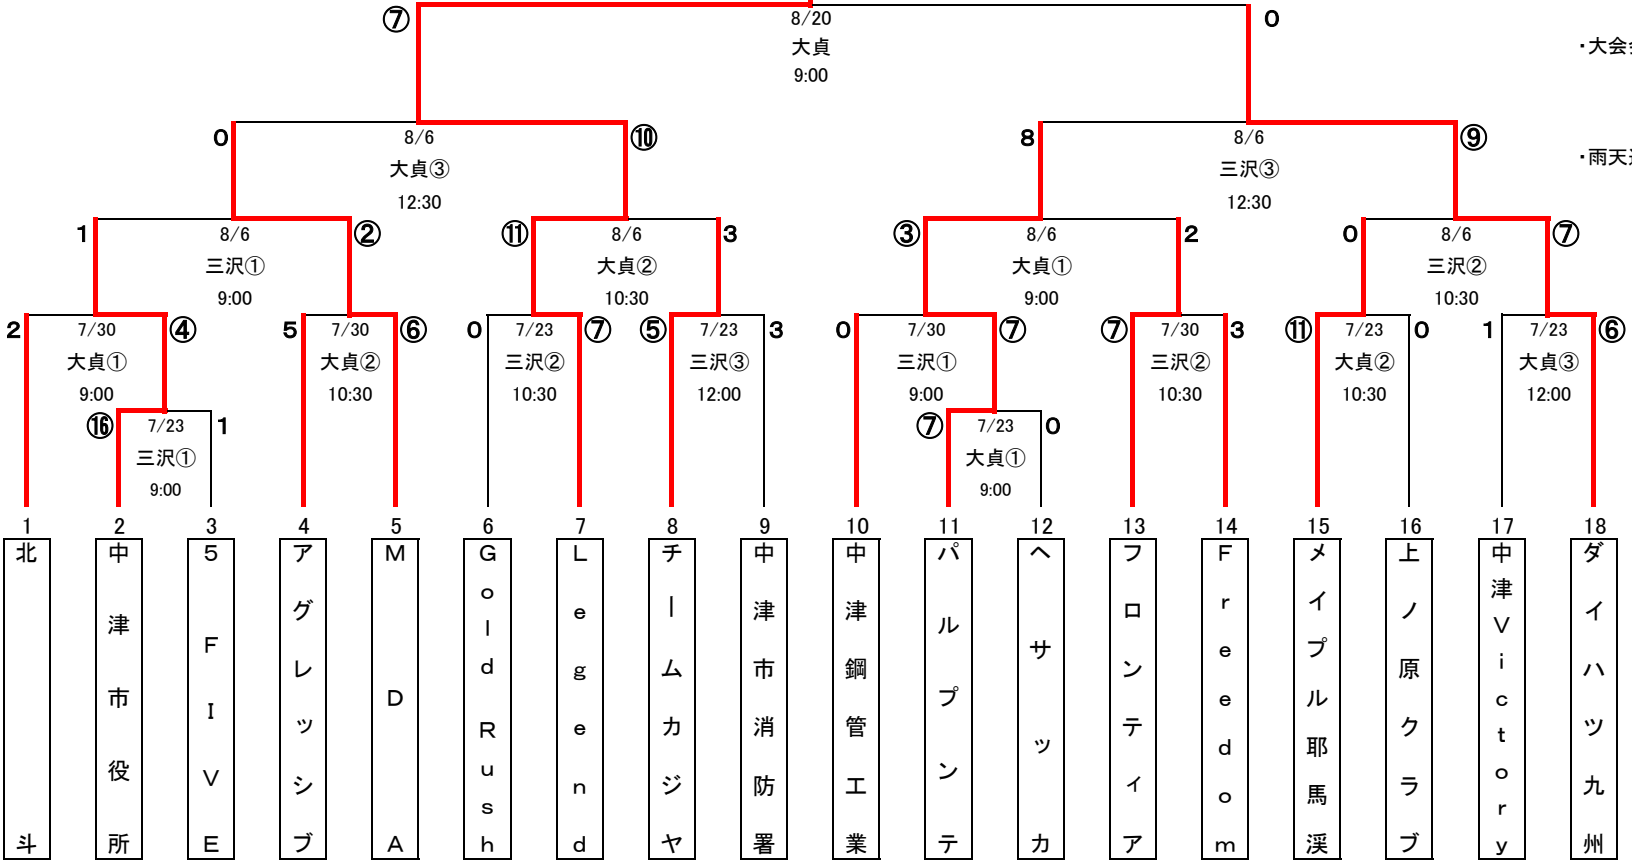 ⑦ 8/20 0
大貞
9:00
・大会
0 8/6 ⑩ 8 8/6 ⑨
大貞③ 三沢③
・雨天
12:30 12:30
1 8/6 ② ⑪ 8/6 3 ③ 8/6 2 0 8/6 ⑦
三沢① 大貞② 大貞① 三沢②
9:00 10:30 9:00 10:30
2 7/30 ④ 5 7/30 ⑥ 0 7/23 ⑦ ⑤ 7/23 3 0 7/30 ⑦ ⑦ 7/30 3 ⑪ 7/23 0 1 7/23 ⑥
大貞① 大貞② 三沢② 三沢③ 三沢① 三沢② 大貞② 大貞③
9:00 10:30 10:30 12:00 9:00 10:30 10:30 12:00
⑯ 7/23 1 ⑦ 7/23 0
三沢① 大貞①
9:00 9:00
1 2 3 4 5 6 7 8 9 10 11 12 13 14 15 16 17 18
北斗
中津市役所
5FIVE
アグレッシブ
MDA
Gold Rush
Legend
チームカジヤ
中津市消防署
中津鋼管工業
パルプンテ
ヘサッカ
フロンティア
Freedom
メイプル耶馬渓
上ノ原クラブ
中津Victory
ダイハツ九州